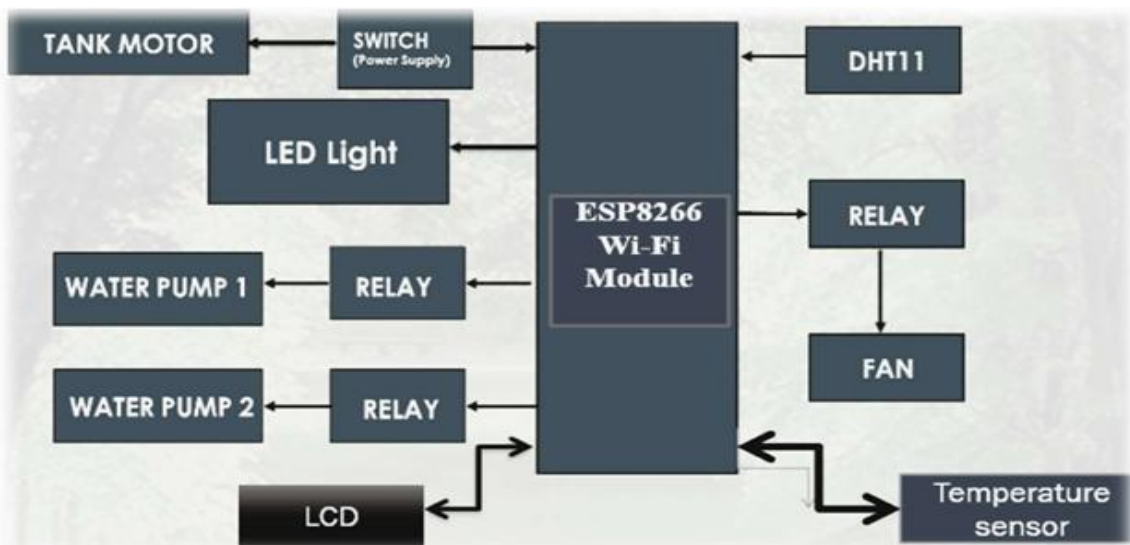 TANK MOTOR
SWITCH
(Power Supply)
DHT11
LED Light
ESP8266
Wi-Fi
Module
RELAY
WATER PUMP 1
RELAY
FAN
WATER PUMP 2
RELAY
LCD
Temperature
sensor